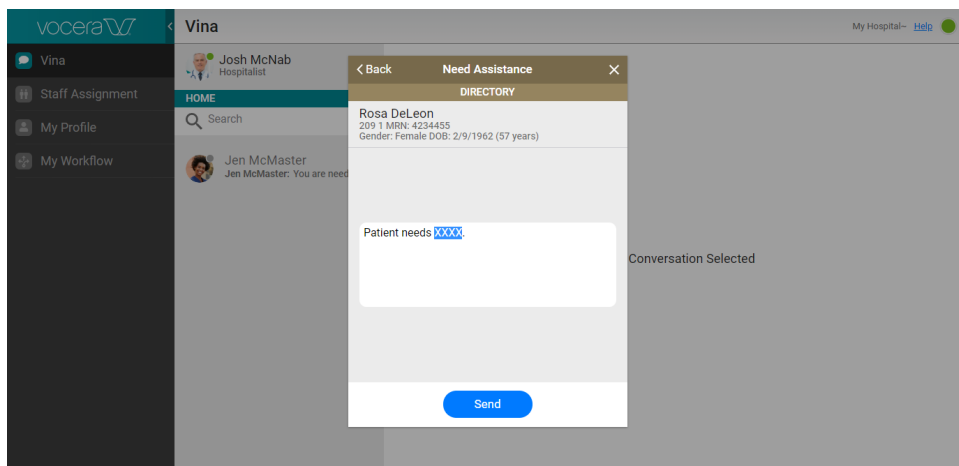 vocera
Vina
My Hospital~ Help
Vina
Staff Assignment
My Profile
My Workflow
Josh McNab
Hospitalist
HOME
Search
Jen McMaster
Jen McMaster: You are need
Back
Need Assistance
DIRECTORY
Rosa DeLeon
209 1 MRN: 4234455
Gender: Female DOB: 2/9/1962 (57 years)
Patient needs XXXX.
Send
Conversation Selected